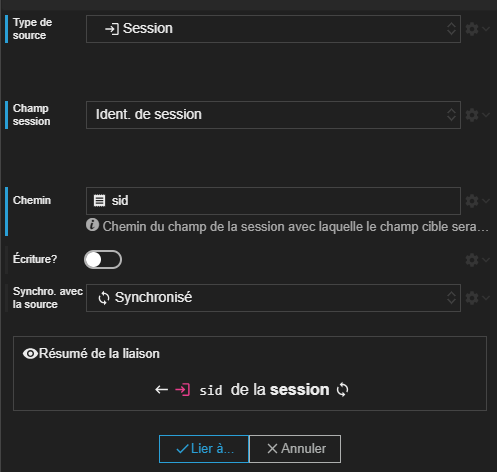 Type de
source
Session
Champ
session
Ident. de session
Chemin
sid
Chemin du champ de la session avec laquelle le champ cible sera…
Écriture?
Synchro. avec
la source
Synchronisé
Résumé de la liaison
← sid de la session
Lier à...
Annuler